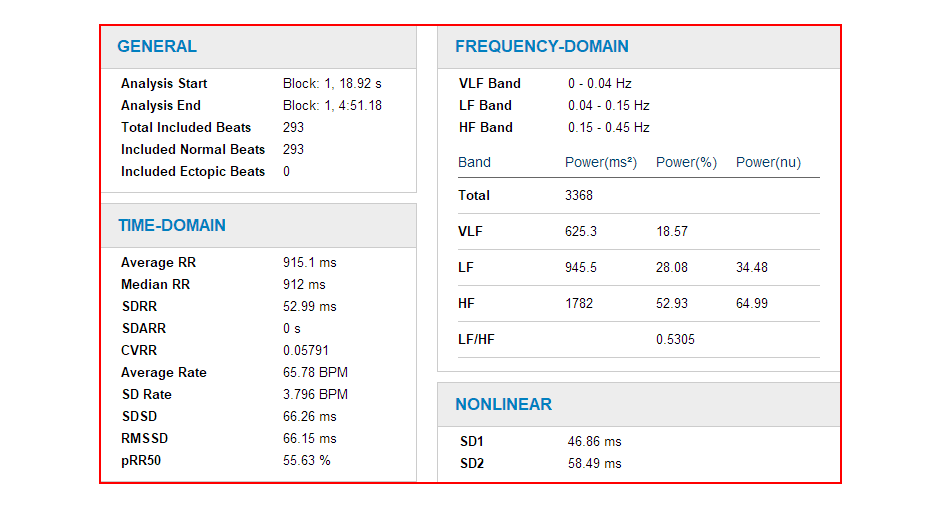 GENERAL
Analysis Start Block: 1, 18.92 s
Analysis End Block: 1, 4:51.18
Total Included Beats 293
Included Normal Beats 293
Included Ectopic Beats 0
TIME-DOMAIN
Average RR 915.1 ms
Median RR 912 ms
SDRR 52.99 ms
SDARR 0 s
CVRR 0.05791
Average Rate 65.78 BPM
SD Rate 3.796 BPM
SDSD 66.26 ms
RMSSD 66.15 ms
pRR50 55.63 %
FREQUENCY-DOMAIN
VLF Band 0 - 0.04 Hz
LF Band 0.04 - 0.15 Hz
HF Band 0.15 - 0.45 Hz
Band Power(ms²) Power(%) Power(nu)
Total 3368
VLF 625.3 18.57
LF 945.5 28.08 34.48
HF 1782 52.93 64.99
LF/HF 0.5305
NONLINEAR
SD1 46.86 ms
SD2 58.49 ms